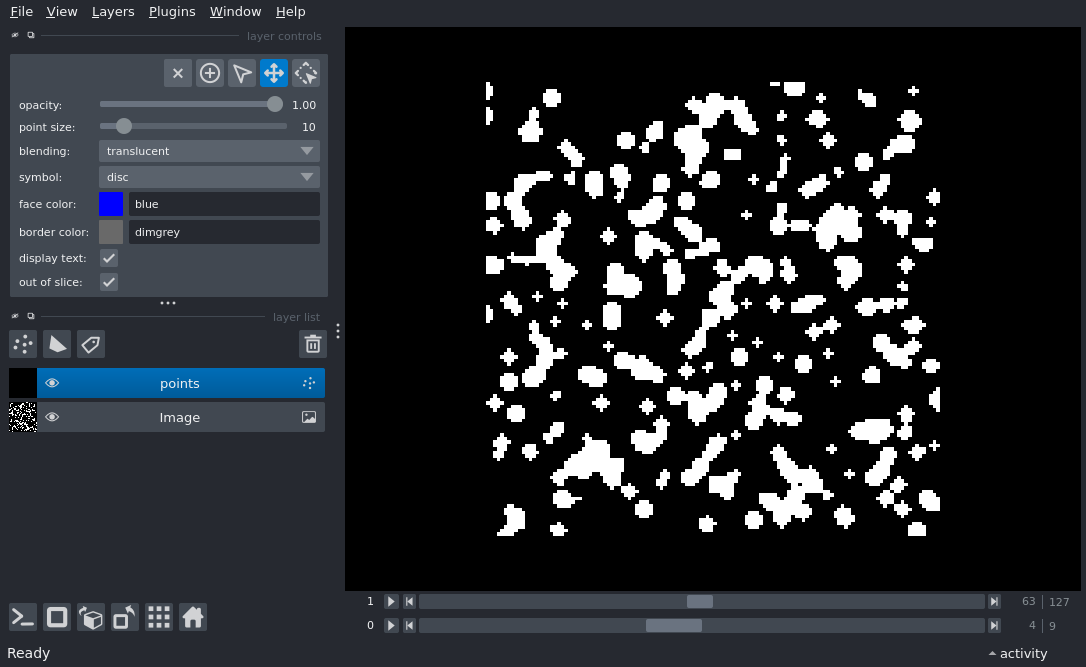 File View Layers Plugins Window Help
layer controls
opacity: 1.00
point size: 10
blending: translucent
symbol: disc
face color: blue
border color: dimgrey
display text:
out of slice:
layer list
points
Image
1 63 | 127
0 4 | 9
Ready activity